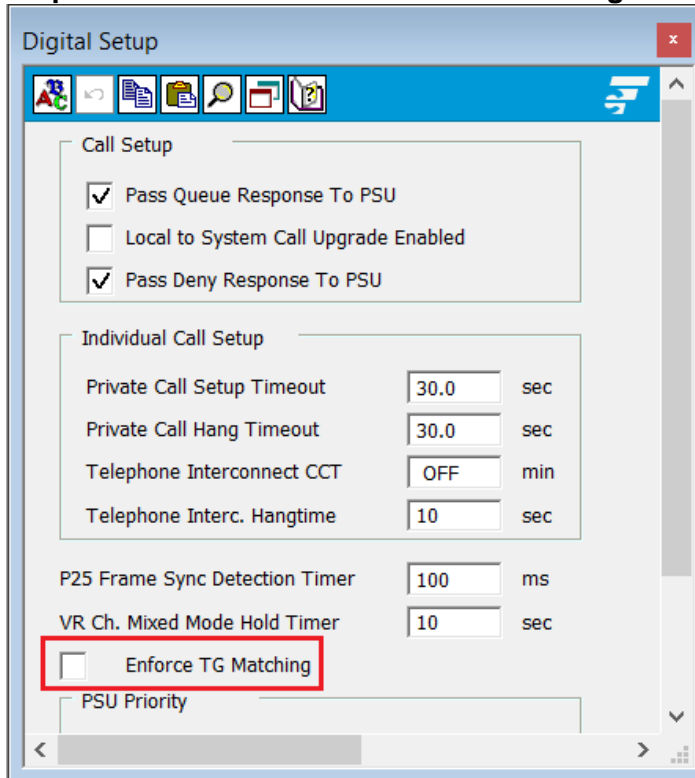 Digital Setup
x
ABC
?
Call Setup
Pass Queue Response To PSU
Local to System Call Upgrade Enabled
Pass Deny Response To PSU
Individual Call Setup
Private Call Setup Timeout 30.0 sec
Private Call Hang Timeout 30.0 sec
Telephone Interconnect CCT OFF min
Telephone Interc. Hangtime 10 sec
P25 Frame Sync Detection Timer 100 ms
VR Ch. Mixed Mode Hold Timer 10 sec
Enforce TG Matching
PSU Priority